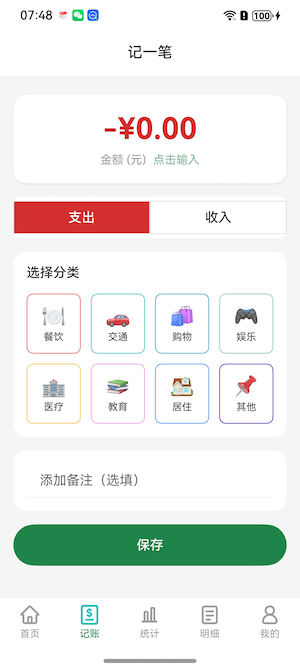 07:48
100
记一笔
-¥0.00
金额 (元) 点击输入
支出 收入
选择分类
餐饮 交通 购物 娱乐
医疗 教育 居住 其他
添加备注（选填）
保存
首页 记账 统计 明细 我的